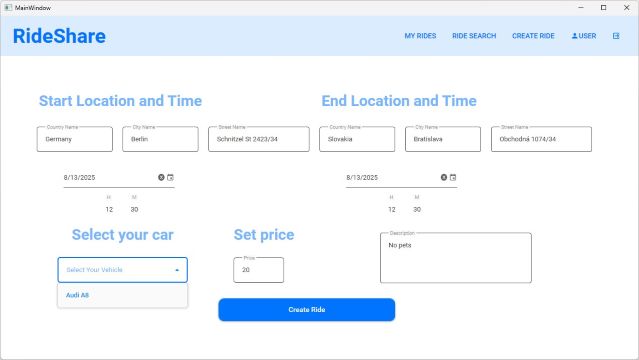 MainWindow
RideShare
MY RIDES RIDE SEARCH CREATE RIDE USER
Start Location and Time End Location and Time
Country Name City Name Street Name Country Name City Name Street Name
Germany Berlin Schnitzel St 2423/34 Slovakia Bratislava Obchodná 1074/34
8/13/2025 8/13/2025
H M H M
12 30 12 30
Select your car Set price
Description
No pets
Price
Select Your Vehicle 20
Audi A8
Create Ride